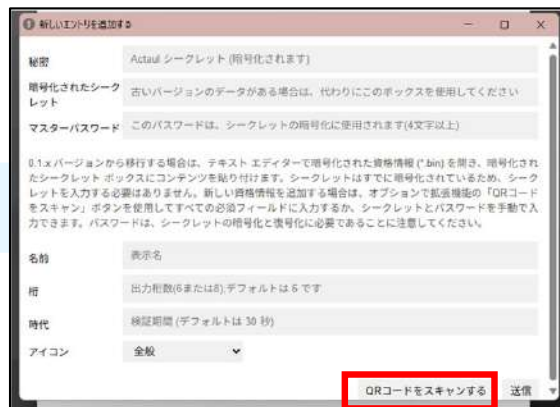 新しいエントリを追加する
秘密
Actaul シークレット (暗号化されます)
暗号化されたシーク
レット
古いバージョンのデータがある場合は、代わりにこのボックスを使用してください
マスターパスワード
このパスワードは、シークレットの暗号化に使用されます(4文字以上)
0.1.x バージョンから移行する場合は、テキスト エディターで暗号化された資格情報 (*.bin) を開き、暗号化され
たシークレット ボックスにコンテンツを貼り付けます。シークレットはすでに暗号化されているため、シーク
レットを入力する必要はありません。新しい資格情報を追加する場合は、オプションで拡張機能の「QRコード
をスキャン」ボタンを使用してすべての必須フィールドに入力するか、シークレットとパスワードを手動で入
力できます。パスワードは、シークレットの暗号化と復号化に必要であることに注意してください。
名前
表示名
桁
出力桁数(6または8);デフォルトは 6 です
時代
検証期間 (デフォルトは 30 秒)
アイコン
全般
QRコードをスキャンする
送信